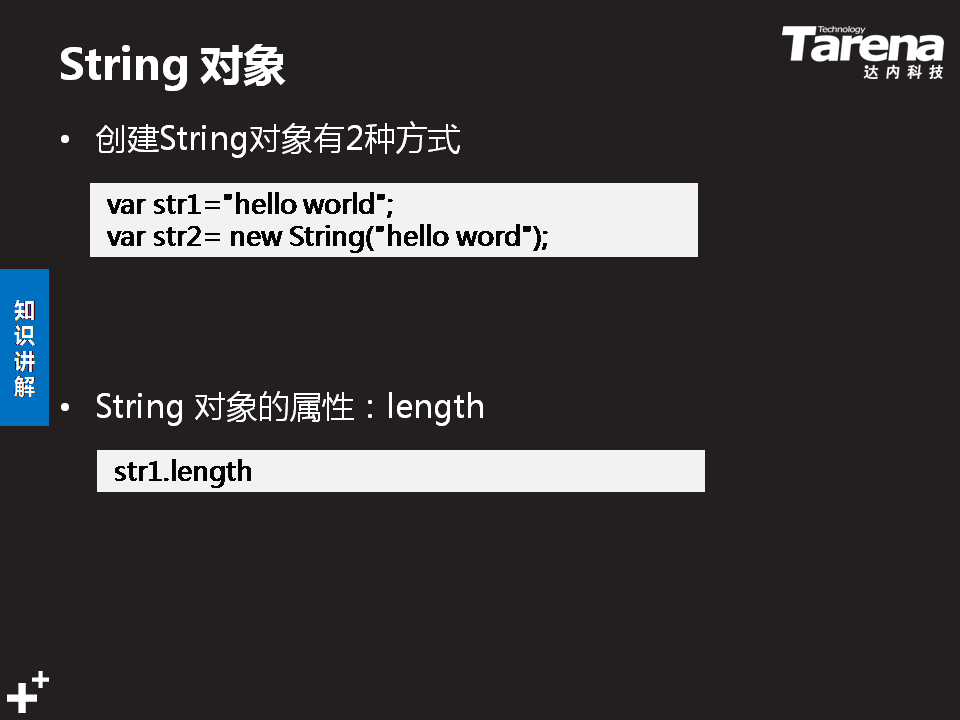 String 对象
Technology
Tarena
达内科技
• 创建String对象有2种方式
var str1="hello world";
var str2= new String("hello word");
知
识
讲
解
• String 对象的属性：length
str1.length